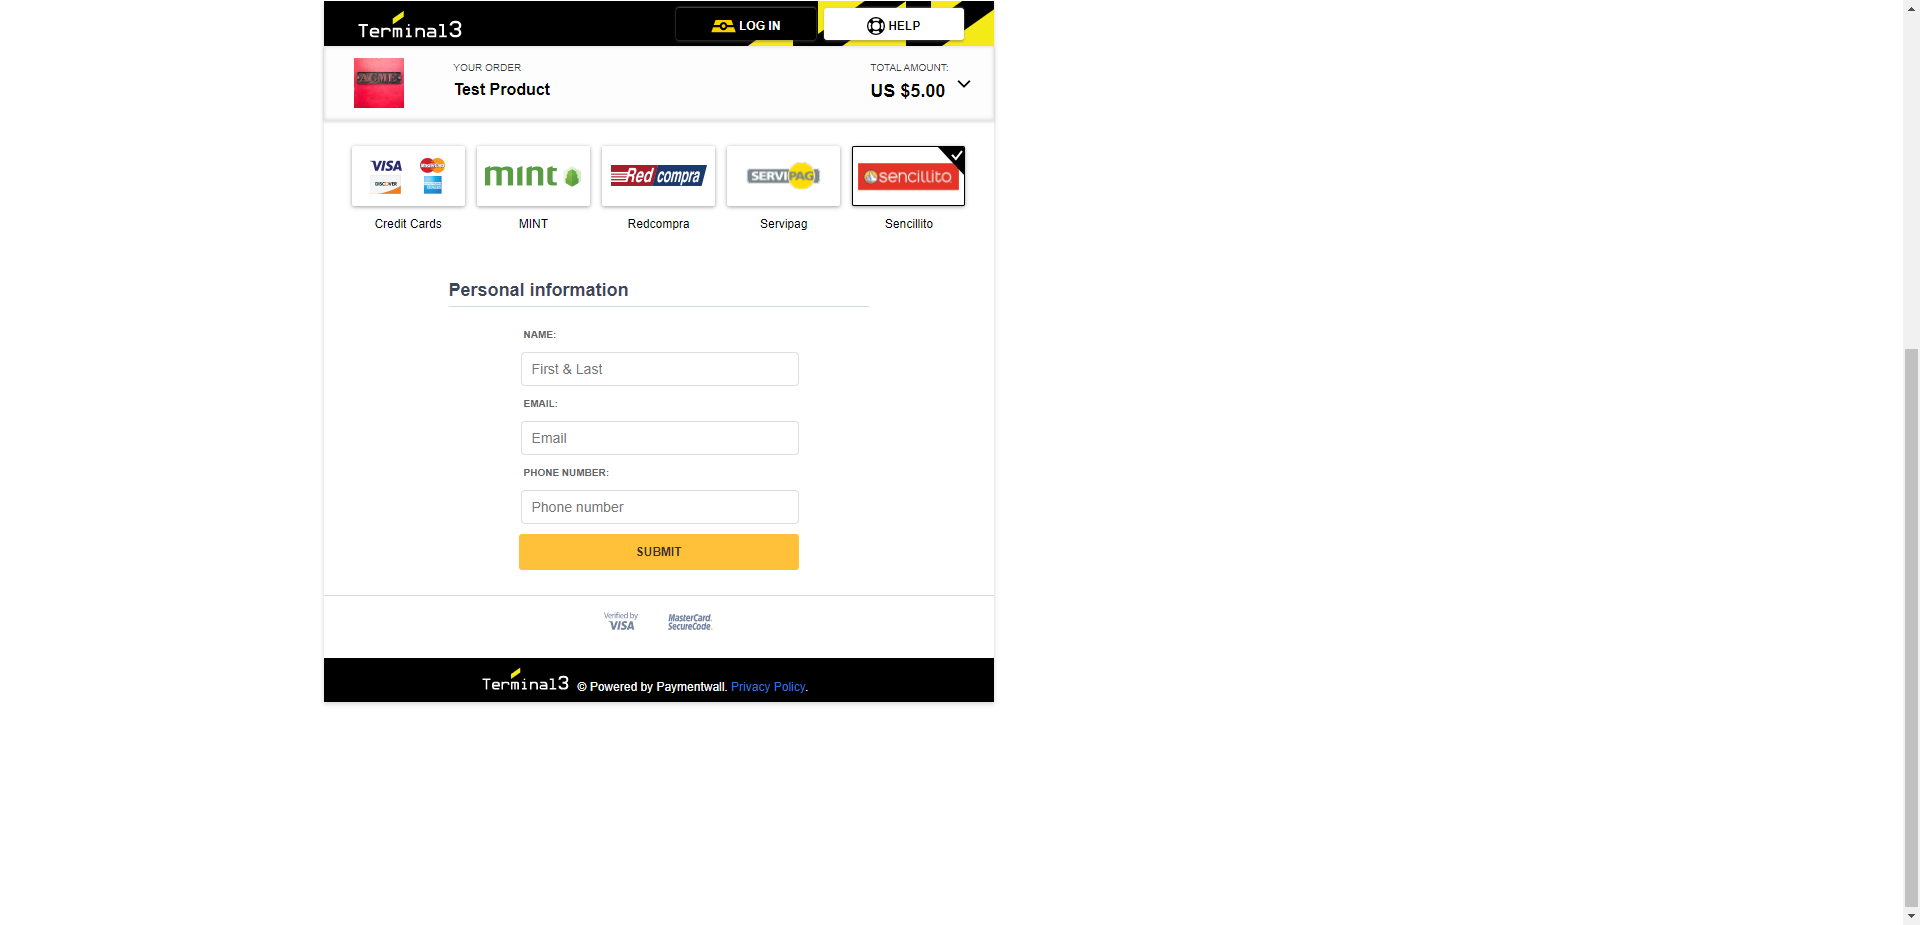 Terminal3
LOG IN
HELP
ACME
YOUR ORDER
Test Product
TOTAL AMOUNT:
US $5.00
VISA
MasterCard
DISCOVER
mint
Red compra
SERVIPAG
sencillito
Credit Cards
MINT
Redcompra
Servipag
Sencillito
Personal information
NAME:
First & Last
EMAIL:
Email
PHONE NUMBER:
Phone number
SUBMIT
Verified by
VISA
MasterCard.
SecureCode.
Terminal3
© Powered by Paymentwall. Privacy Policy.